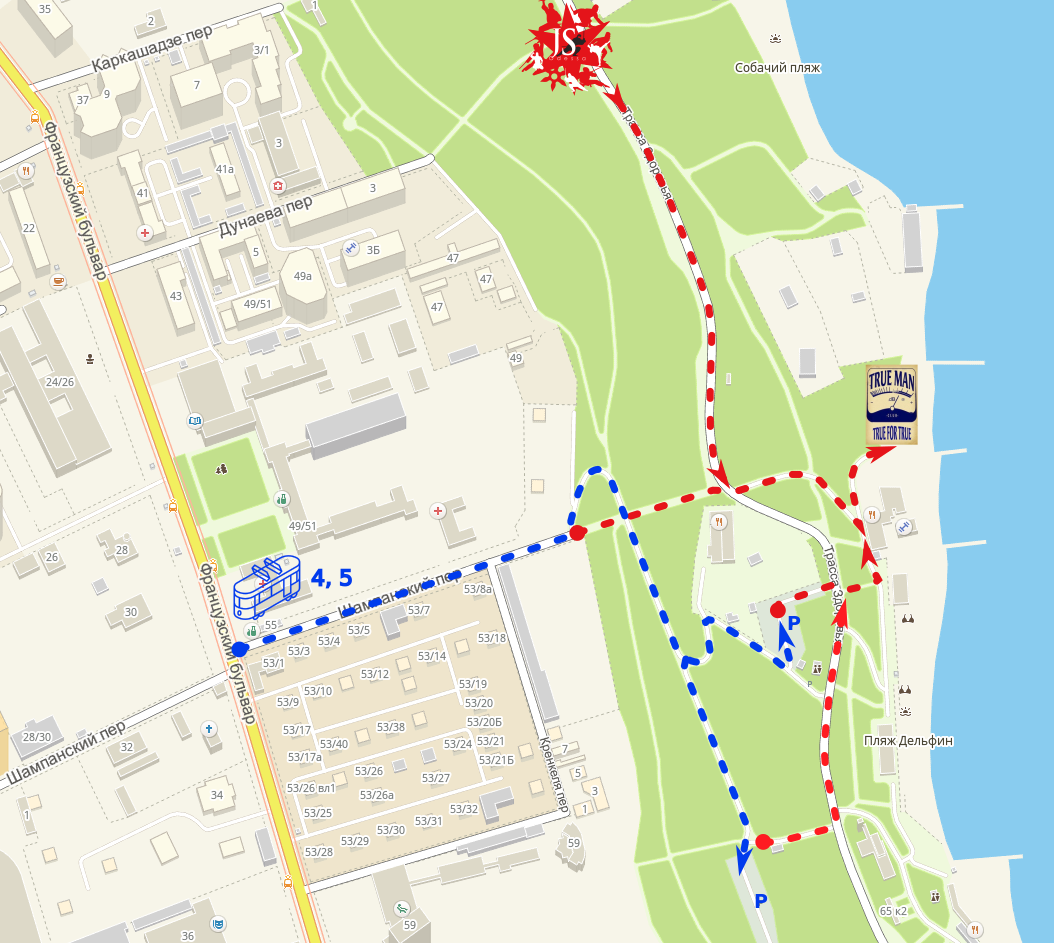 35
2
1
Каркашадзе пер
3/1
7
37
9
JS
odessa
Собачий пляж
Французский бульвар
Трасса Здоровья
41
41а
3
3
22
Дунаева пер
5
3Б
43
49а
49/51
47
47
47
49
24/26
TRUE MAN
TRUE FOR TRUE
49/51
26
28
30
4, 5
Французский бульвар
Шампанский пер
55
53/1
53/3
53/4
53/5
53/7
53/8а
53/18
53/14
53/12
53/10
53/9
53/19
53/20
53/20Б
53/38
53/17
53/40
53/24
53/21
53/21Б
53/17а
53/26
53/27
53/26 вл1
53/26а
53/25
53/32
53/31
53/30
53/29
53/28
Трасса Здоровья
P
P
Пляж Дельфин
Кренкеля пер
7
5
3
1
59
28/30
Шампанский пер
32
34
1
36
59
P
65 к2